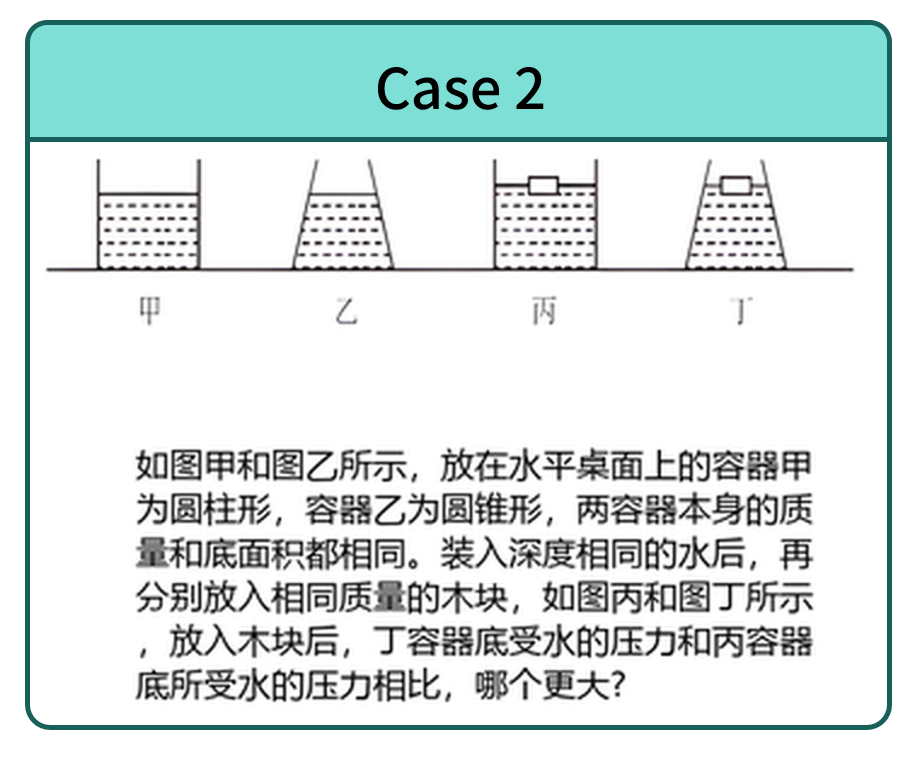 Case 2
甲 乙 丙 丁
如图甲和图乙所示，放在水平桌面上的容器甲
为圆柱形，容器乙为圆锥形，两容器本身的质
量和底面积都相同。装入深度相同的水后，再
分别放入相同质量的木块，如图丙和图丁所示
，放入木块后，丁容器底受水的压力和丙容器
底所受水的压力相比，哪个更大?